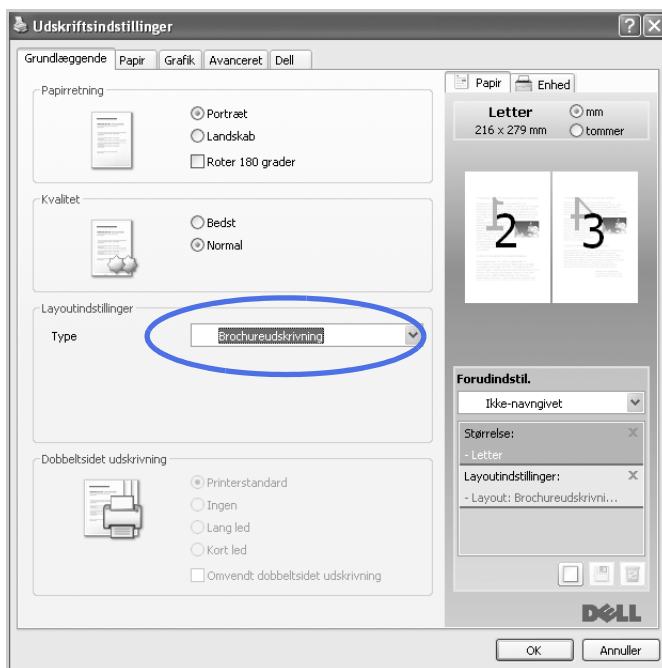 Udskriftsindstillinger
Grundlæggende Papir Grafik Avanceret Dell
Papirretning
Portræt
Landskab
Roter 180 grader
Kvalitet
Bedst
Normal
Layoutindstillinger
Type Brochureudskrivning
Dobbeltsidet udskrivning
Printerstandard
Ingen
Lang led
Kort led
Omvendt dobbeltsidet udskrivning
Papir Enhed
Letter mm
216 x 279 mm tommer
1 2 4 3
Forudindstil.
Ikke-navngivet
Størrelse:
- Letter
Layoutindstillinger:
- Layout: Brochureudskrivni...
DELL
OK Annuller